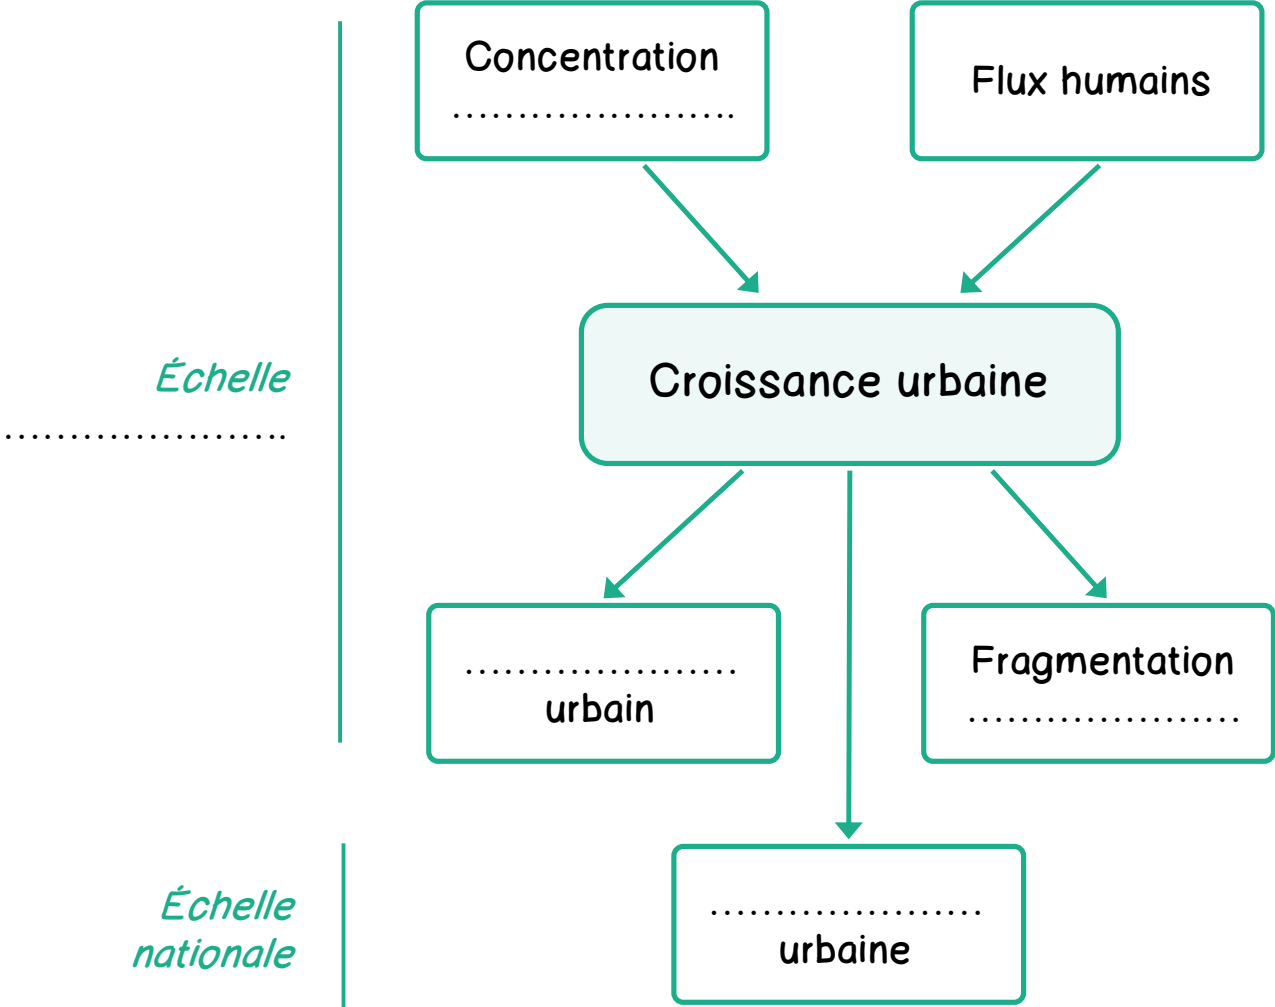 Concentration
......................
Flux humains
Échelle
......................
Croissance urbaine
.....................
urbain
Fragmentation
.....................
Échelle
nationale
.....................
urbaine